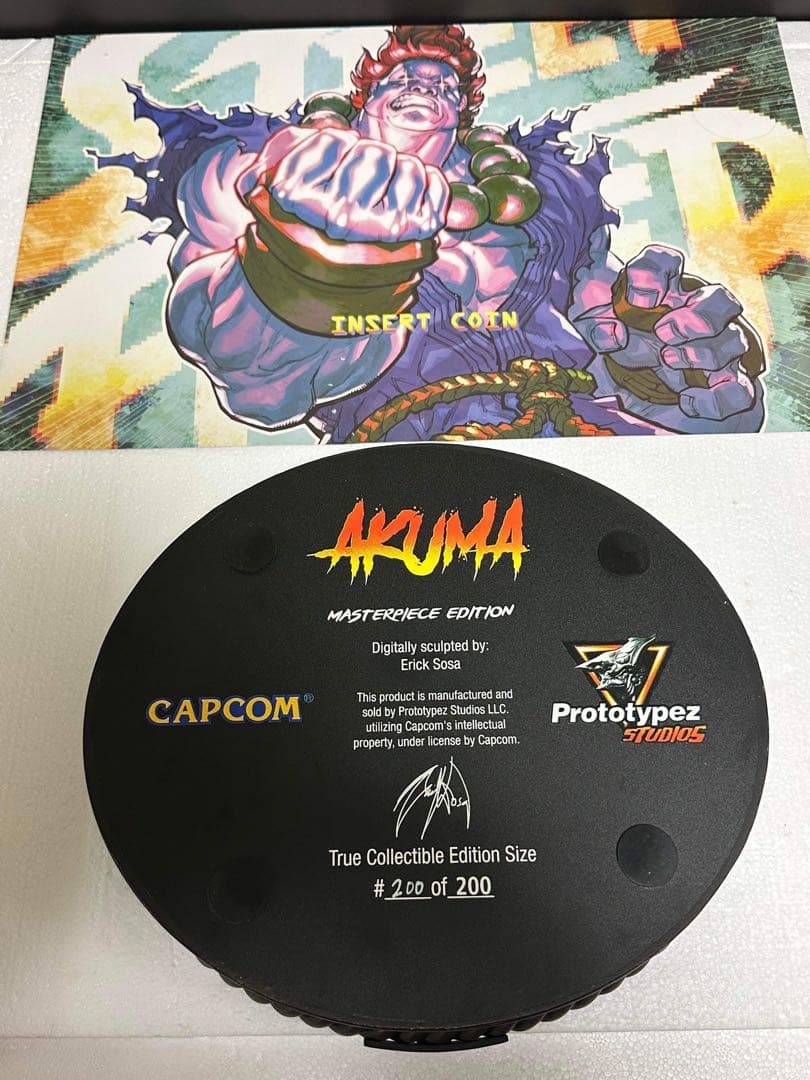 INSERT COIN
AKUMA
MASTERPIECE EDITION
Digitally sculpted by:
Erick Sosa
CAPCOM®
This product is manufactured and
sold by Prototypez Studios LLC.
utilizing Capcom's intellectual
property, under license by Capcom.
Prototypez
STUDIOS
True Collectible Edition Size
# 200 of 200